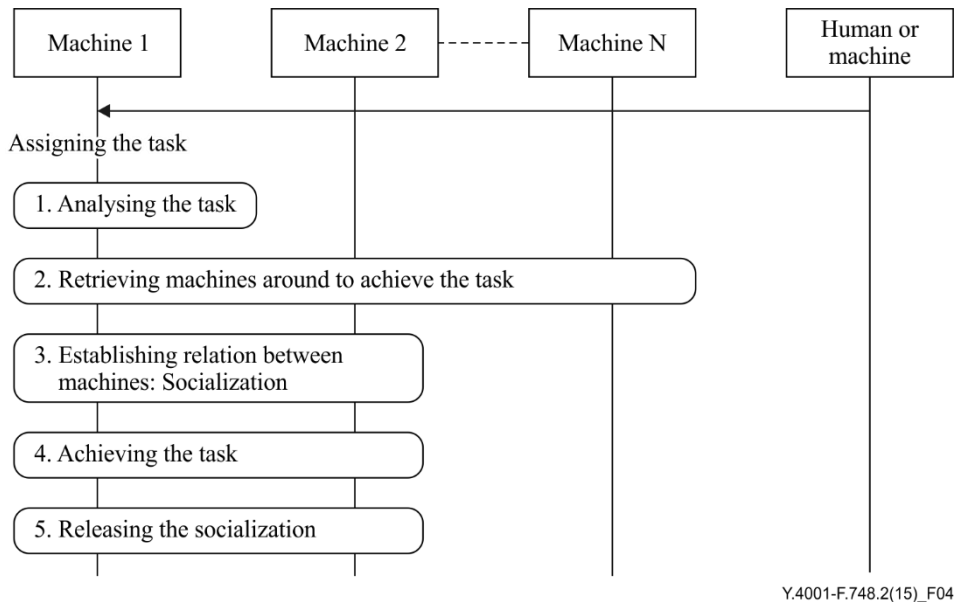 Machine 1
Machine 2
Machine N
Human or
machine
Assigning the task
1. Analysing the task
2. Retrieving machines around to achieve the task
3. Establishing relation between
machines: Socialization
4. Achieving the task
5. Releasing the socialization
Y.4001-F.748.2(15)_F04